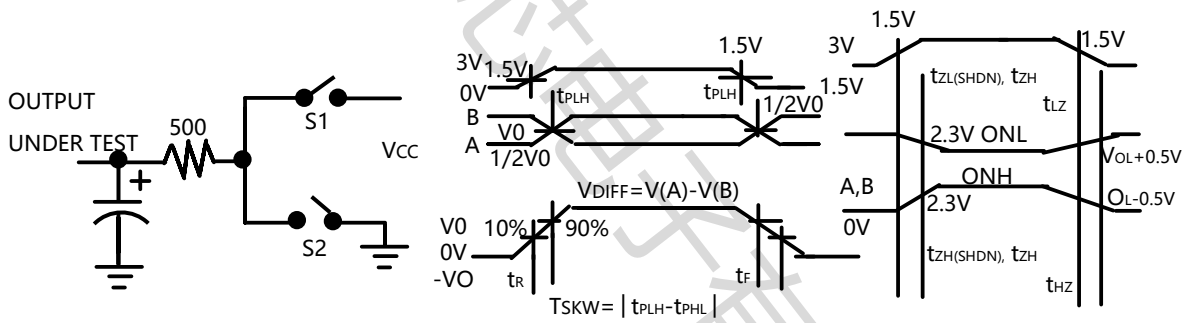 OUTPUT
UNDER TEST
500
S1
VCC
S2
3V
1.5V
0V
1.5V
tPLH
tPLH
B
A
V0
1/2V0
1/2V0
VDIFF=V(A)-V(B)
V0
0V
-VO
10%
90%
tR
tF
TSKW=|tPLH-tPHL|
1.5V
3V
1.5V
1.5V
tZL(SHDN), tZH
tLZ
2.3V ONL
VOL+0.5V
A,B
ONH
0V
2.3V
OL-0.5V
tZH(SHDN), tZH
tHZ